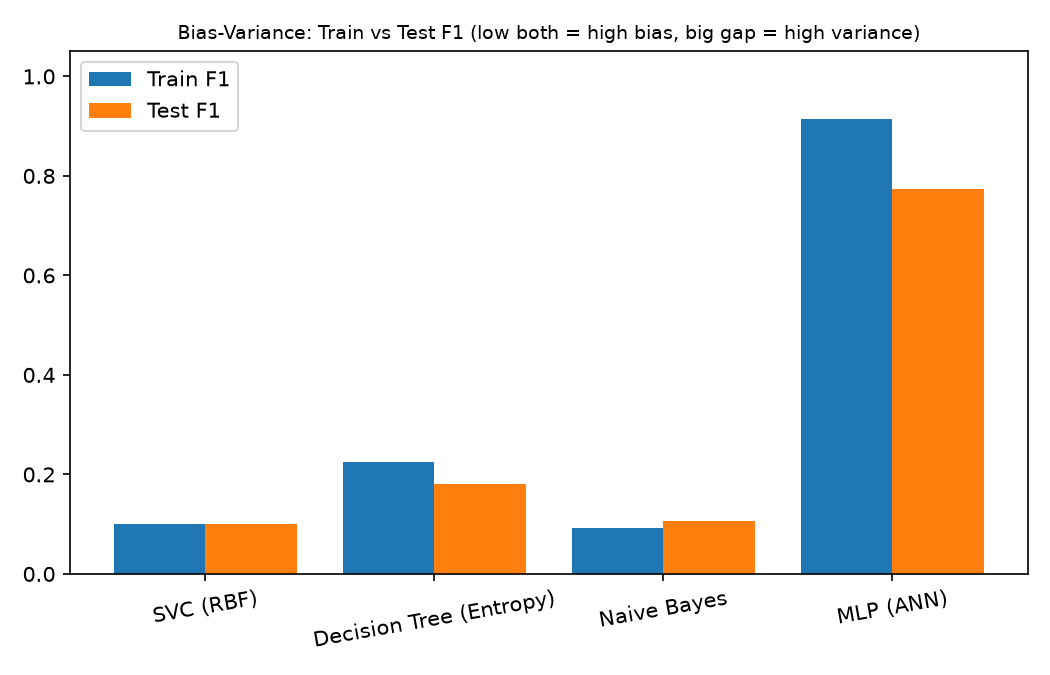 Bias-Variance: Train vs Test F1 (low both = high bias, big gap = high variance)
Train F1
Test F1
1.0
0.8
0.6
0.4
0.2
0.0
SVC (RBF)
Decision Tree (Entropy)
Naive Bayes
MLP (ANN)